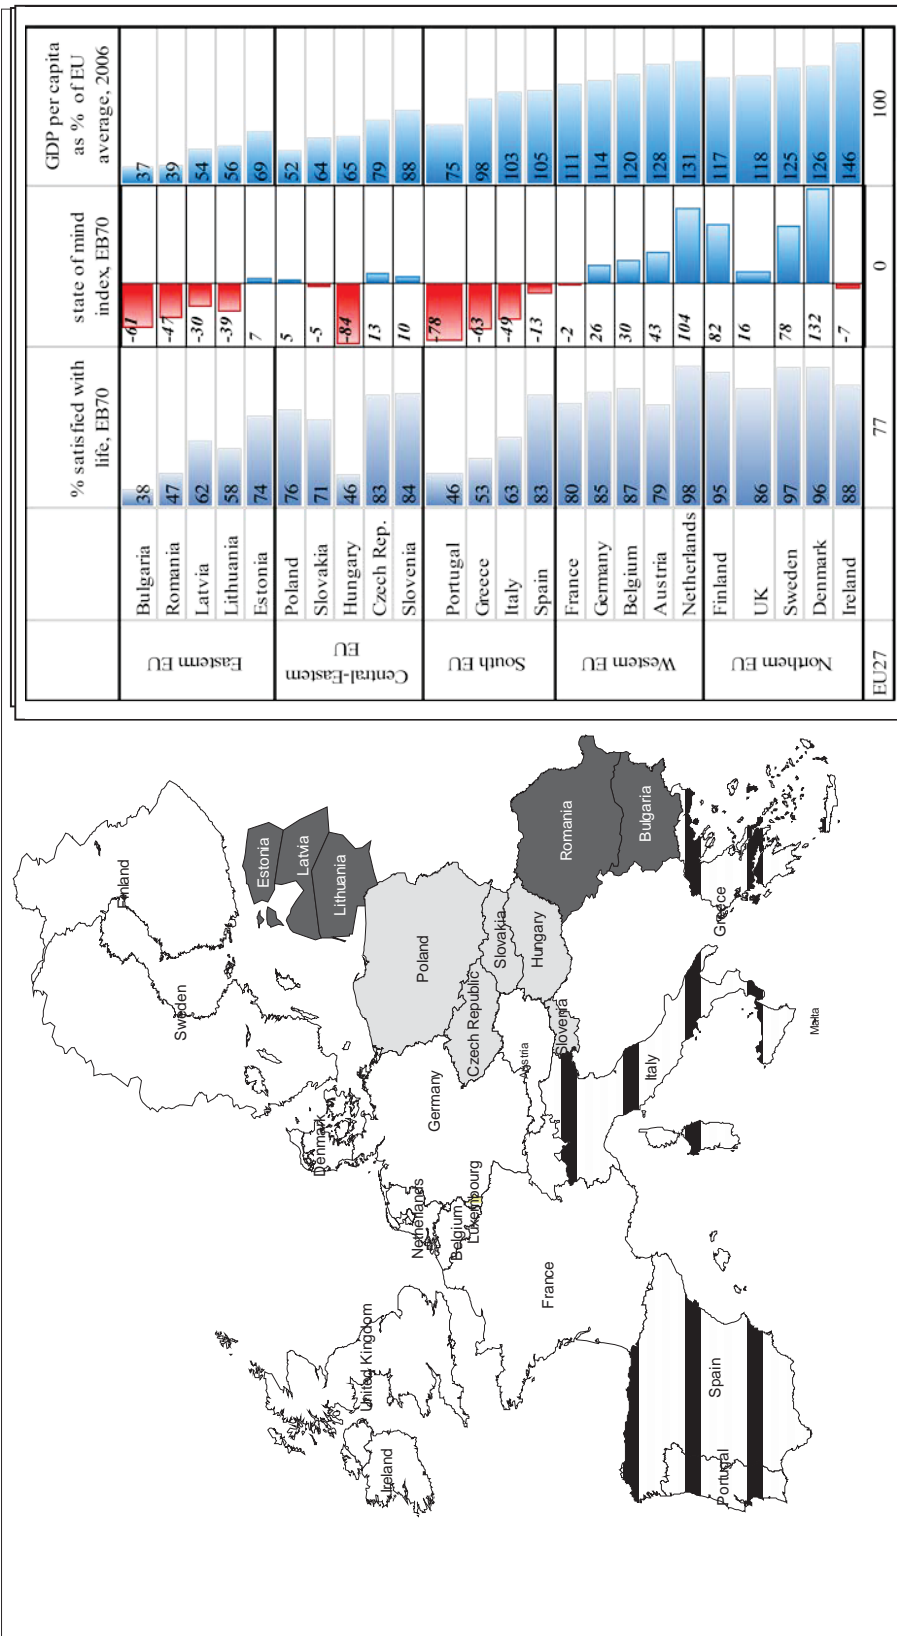 % satisfied with life, EB70
state of mind index, EB70
GDP per capita as % of EU average, 2006
Eastern EU
Bulgaria 38 -61 37
Romania 47 -47 39
Latvia 62 -30 54
Lithuania 58 -39 56
Estonia 74 7 69
Central-Eastern EU
Poland 76 5 52
Slovakia 71 -5 64
Hungary 46 -84 65
Czech Rep. 83 13 79
Slovenia 84 10 88
South EU
Portugal 46 -78 75
Greece 53 -63 98
Italy 63 -49 103
Spain 83 -13 105
Western EU
France 80 -2 111
Germany 85 26 114
Belgium 87 30 120
Austria 79 43 128
Netherlands 98 104 131
Northern EU
Finland 95 82 117
UK 86 16 118
Sweden 97 78 125
Denmark 96 132 126
Ireland 88 -7 146
EU27 77 0 100
Finland
Sweden
Estonia
Latvia
Lithuania
Denmark
Ireland
United Kingdom
Netherlands
Belgium
Luxembourg
Germany
Poland
Czech Republic
Slovakia
Hungary
Austria
Slovenia
France
Romania
Bulgaria
Italy
Greece
Spain
Portugal
Malta